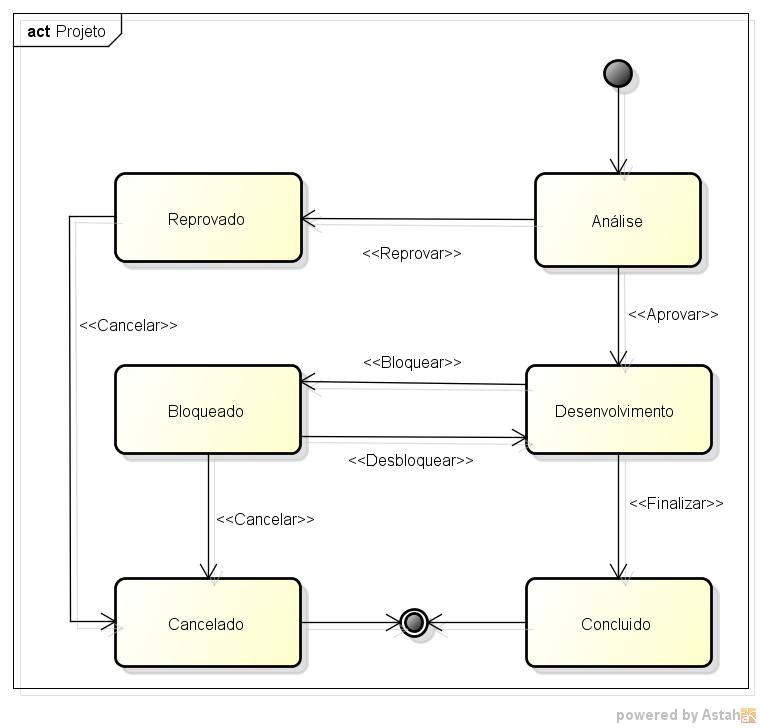 act Projeto
Reprovado
Análise
<<Reprovar>>
<<Cancelar>>
<<Aprovar>>
<<Bloquear>>
Bloqueado
Desenvolvimento
<<Desbloquear>>
<<Cancelar>>
<<Finalizar>>
Cancelado
Concluido
powered by Astah